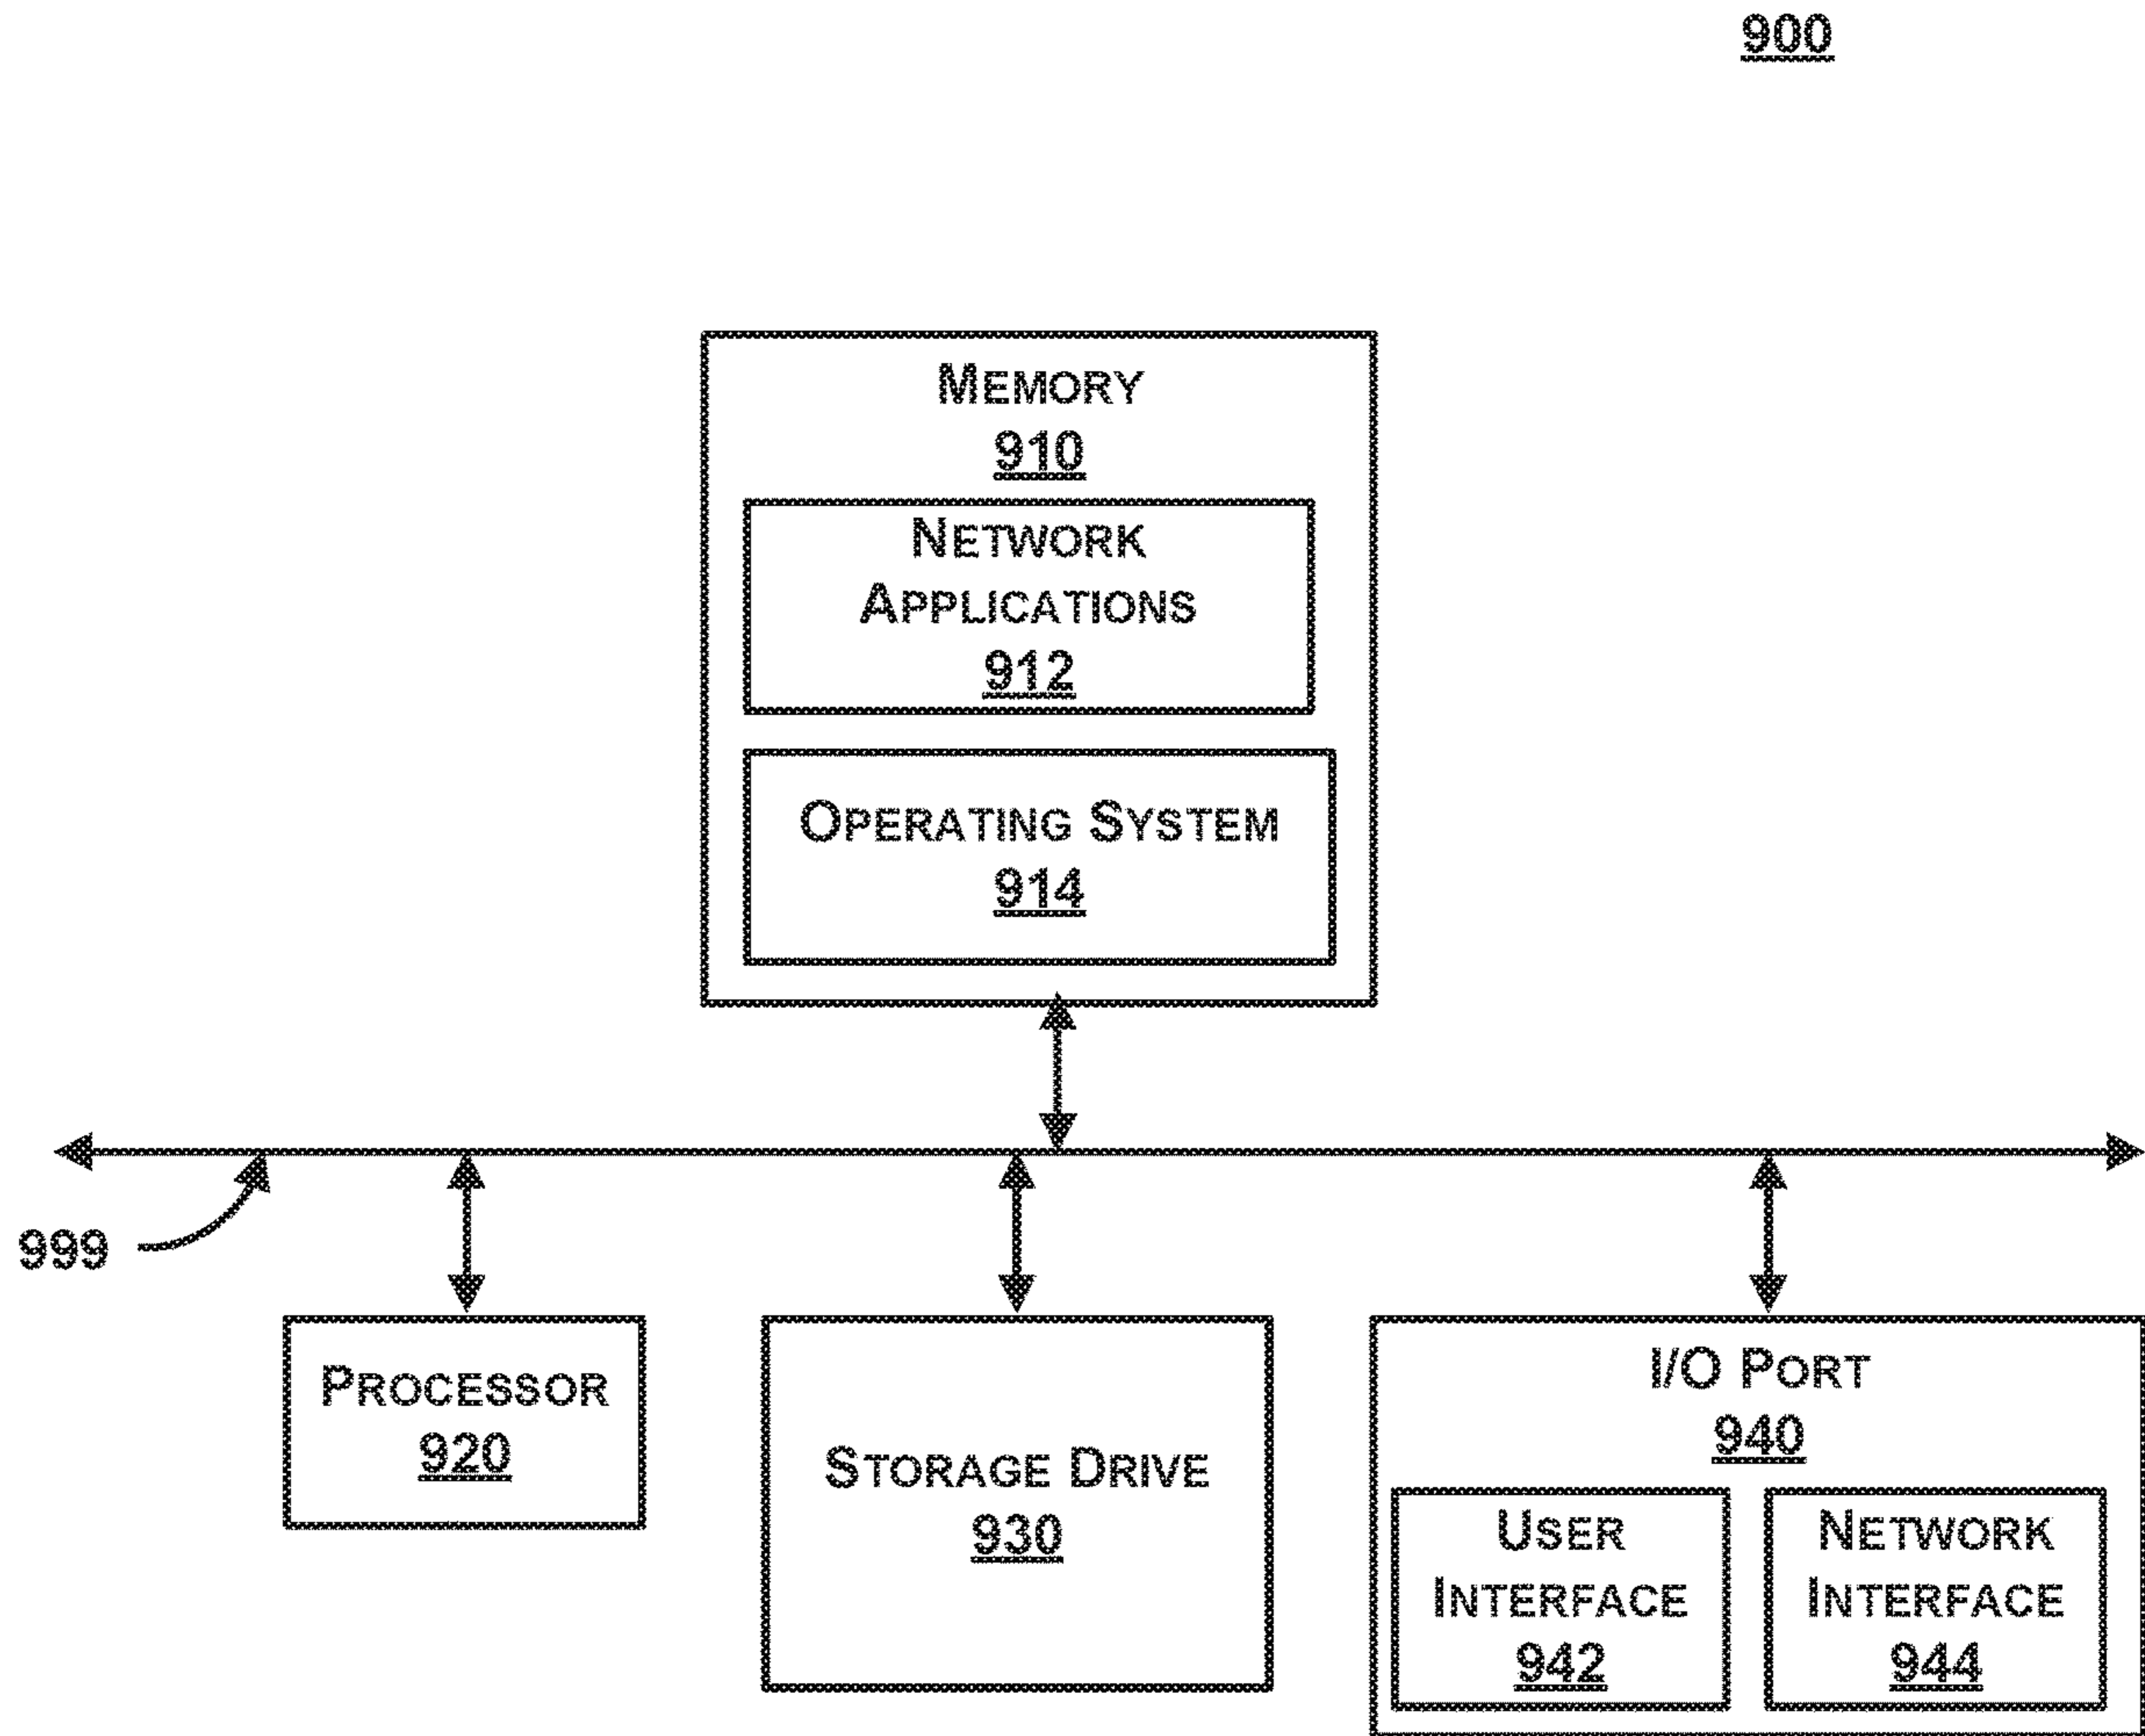 900
MEMORY
910
NETWORK
APPLICATIONS
912
OPERATING SYSTEM
914
999
PROCESSOR
920
STORAGE DRIVE
930
I/O PORT
940
USER
INTERFACE
942
NETWORK
INTERFACE
944